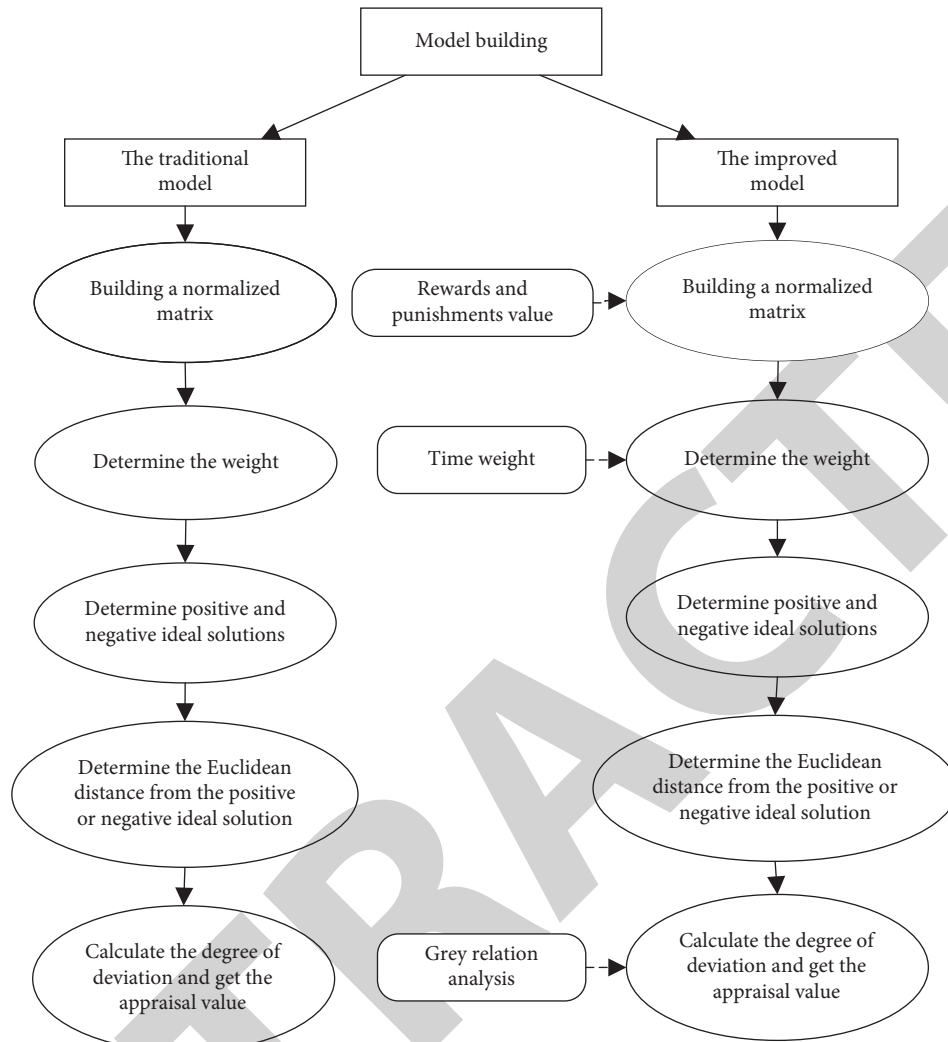 Model building
The traditional
model
The improved
model
Building a normalized
matrix
Rewards and
punishments value
Building a normalized
matrix
Determine the weight
Time weight
Determine the weight
Determine positive and
negative ideal solutions
Determine positive and
negative ideal solutions
Determine the Euclidean
distance from the positive
or negative ideal solution
Determine the Euclidean
distance from the positive or
negative ideal solution
Calculate the degree of
deviation and get the
appraisal value
Grey relation
analysis
Calculate the degree of
deviation and get the
appraisal value
TRACT